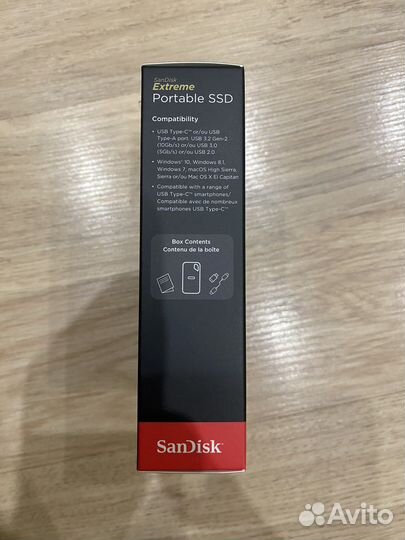 SanDisk
Extreme
Portable SSD
Compatibility
• USB Type-C™ or/ou USB
Type-A port. USB 3.2 Gen-2
(10Gb/s) or/ou USB 3.0
(5Gb/s) or/ou USB 2.0
• Windows® 10, Windows 8.1,
Windows 7, macOS High Sierra,
Sierra or/ou Mac OS X El Capitan
• Compatible with a range of
USB Type-C™ smartphones/
Compatible avec de nombreux
smartphones USB Type-C™
Box Contents
Contenu de la boîte
SanDisk®
Avito